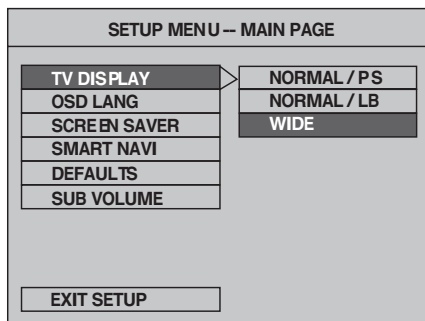 SETUP MENU -- MAIN PAGE
TV DISPLAY
OSD LANG
SCREEN SAVER
SMART NAVI
DEFAULTS
SUB VOLUME
EXIT SETUP
NORMAL / PS
NORMAL / LB
WIDE